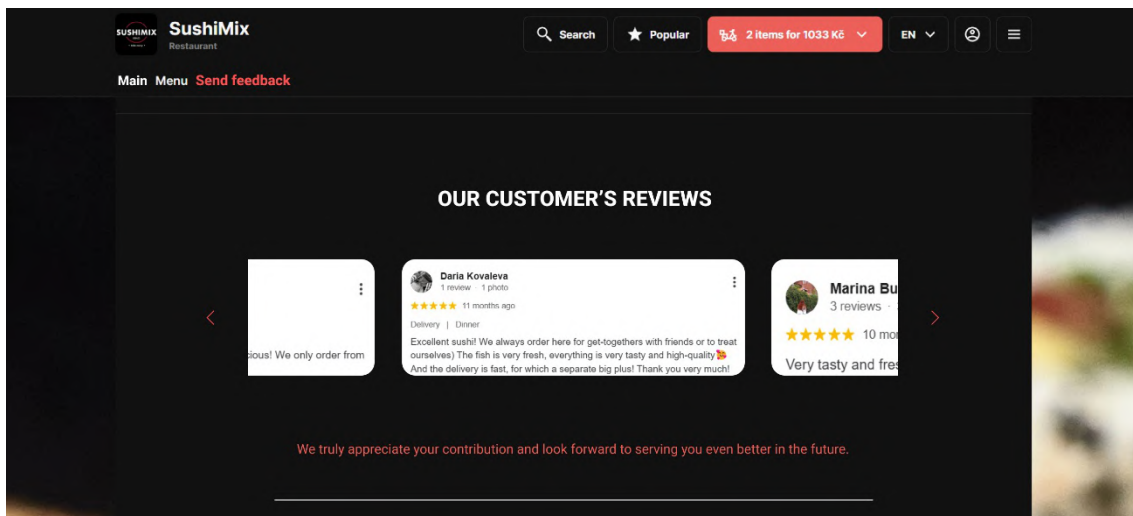 SUSHIMIX
SushiMix
Restaurant
Search
Popular
2 items for 1033 Kč
EN
Main Menu Send feedback
OUR CUSTOMER’S REVIEWS
cious! We only order from
Daria Kovaleva
1 review · 1 photo
11 months ago
Delivery | Dinner
Excellent sushi! We always order here for get-togethers with friends or to treat
ourselves) The fish is very fresh, everything is very tasty and high-quality🥰
And the delivery is fast, for which a separate big plus! Thank you very much!
Marina Bu
3 reviews ·
10 mo
Very tasty and fres
We truly appreciate your contribution and look forward to serving you even better in the future.